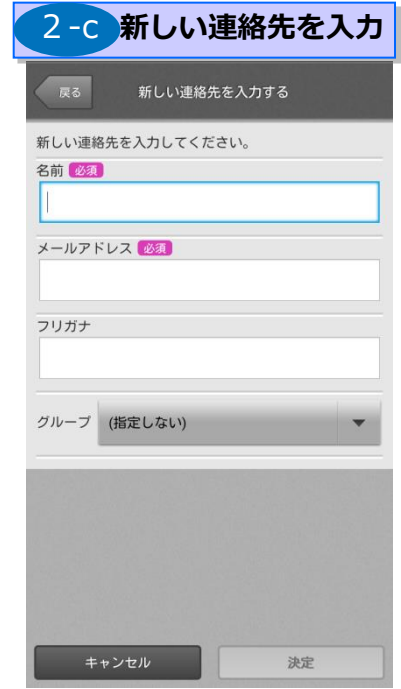 2-c 新しい連絡先を入力
戻る 新しい連絡先を入力する
新しい連絡先を入力してください。
名前 必須
メールアドレス 必須
フリガナ
グループ (指定しない)
キャンセル 決定